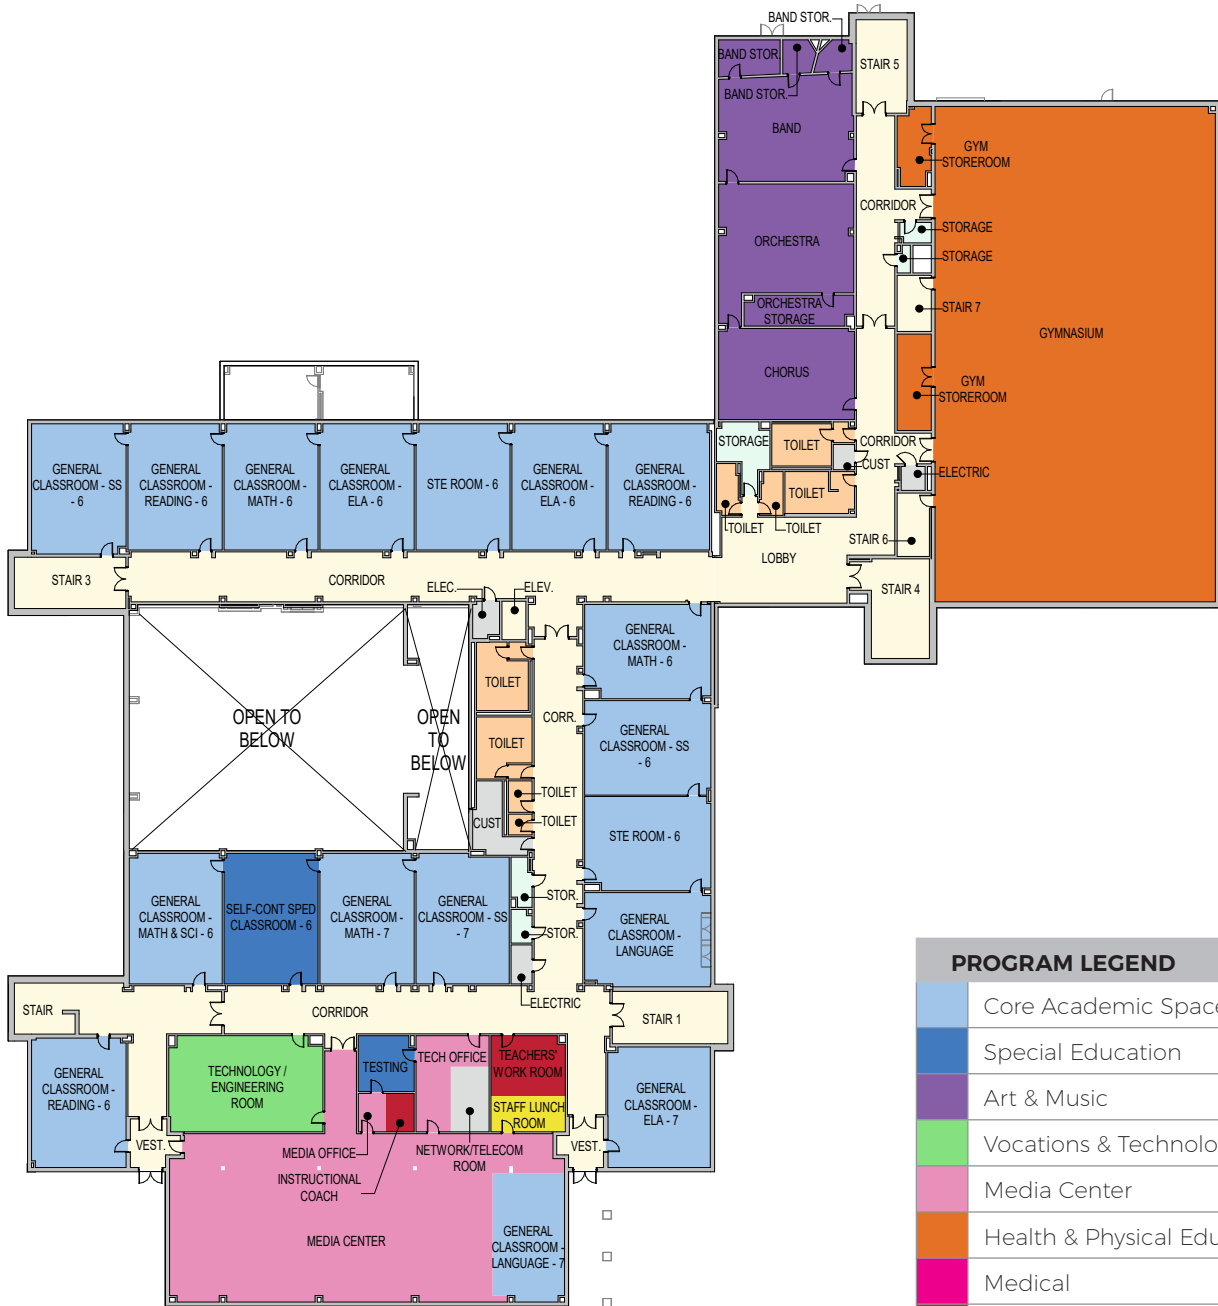 BAND STOR.
BAND STOR.
STAIR 5
BAND STOR.
BAND
GYM
STOREROOM
CORRIDOR
STORAGE
ORCHESTRA
STORAGE
ORCHESTRA
STORAGE
STAIR 7
GYMNASIUM
CHORUS
GYM
STOREROOM
STORAGE
TOILET
CORRIDOR
CUST
ELECTRIC
TOILET
TOILET
TOILET
STAIR 6
LOBBY
STAIR 4
GENERAL
CLASSROOM - SS
- 6
GENERAL
CLASSROOM -
READING - 6
GENERAL
CLASSROOM -
MATH - 6
GENERAL
CLASSROOM -
ELA - 6
STE ROOM - 6
GENERAL
CLASSROOM -
ELA - 6
GENERAL
CLASSROOM -
READING - 6
STAIR 3
CORRIDOR
ELEC.
ELEV.
GENERAL
CLASSROOM -
MATH - 6
TOILET
OPEN TO
BELOW
OPEN
TO
BELOW
CORR.
TOILET
GENERAL
CLASSROOM - SS
- 6
TOILET
TOILET
CUST
STE ROOM - 6
GENERAL
CLASSROOM -
MATH & SCI - 6
SELF-CONT SPED
CLASSROOM - 6
GENERAL
CLASSROOM -
MATH - 7
GENERAL
CLASSROOM - SS
- 7
STOR.
STOR.
GENERAL
CLASSROOM -
LANGUAGE
ELECTRIC
STAIR
CORRIDOR
STAIR 1
GENERAL
CLASSROOM -
READING - 6
TECHNOLOGY /
ENGINEERING
ROOM
TESTING
TECH OFFICE
TEACHERS'
WORK ROOM
STAFF LUNCH
ROOM
GENERAL
CLASSROOM -
ELA - 7
VEST.
MEDIA OFFICE
INSTRUCTIONAL
COACH
NETWORK/TELECOM
ROOM
VEST.
MEDIA CENTER
GENERAL
CLASSROOM -
LANGUAGE - 7
PROGRAM LEGEND
Core Academic Space
Special Education
Art & Music
Vocations & Technolo
Media Center
Health & Physical Edu
Medical